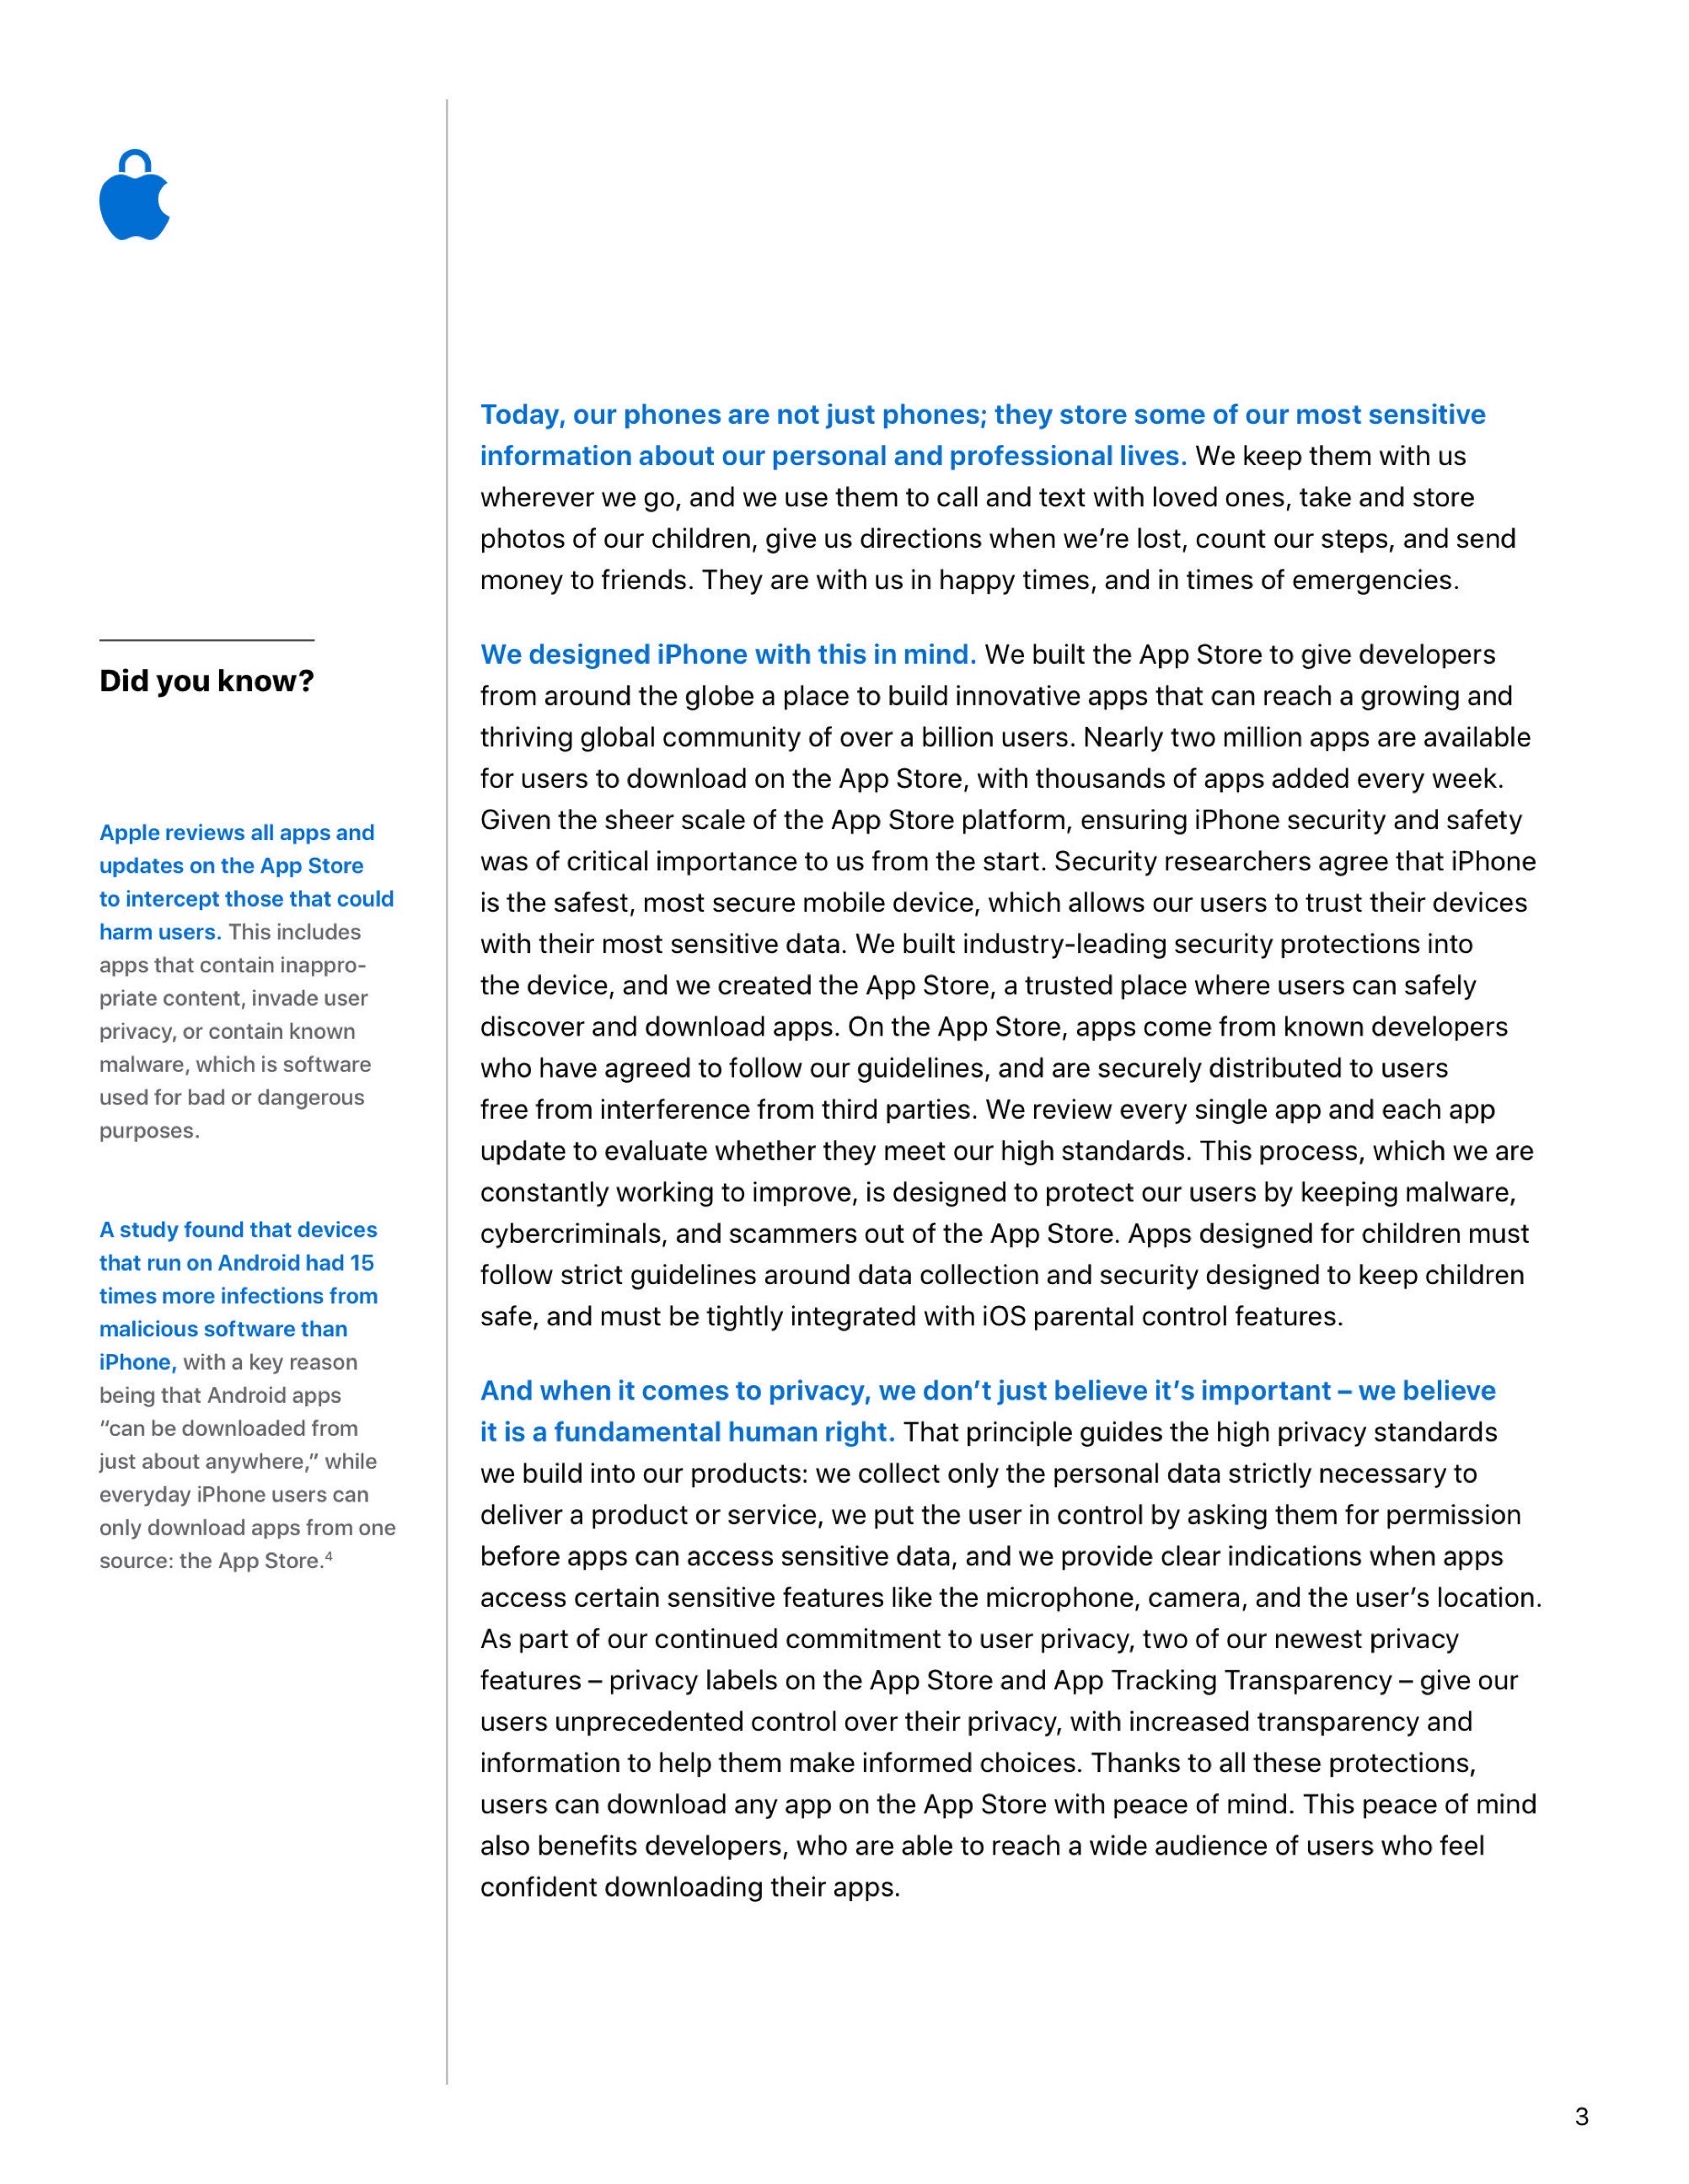 Did you know?
Apple reviews all apps and
updates on the App Store
to intercept those that could
harm users. This includes
apps that contain inappro-
priate content, invade user
privacy, or contain known
malware, which is software
used for bad or dangerous
purposes.
A study found that devices
that run on Android had 15
times more infections from
malicious software than
iPhone, with a key reason
being that Android apps
“can be downloaded from
just about anywhere,” while
everyday iPhone users can
only download apps from one
source: the App Store.⁴
Today, our phones are not just phones; they store some of our most sensitive
information about our personal and professional lives. We keep them with us
wherever we go, and we use them to call and text with loved ones, take and store
photos of our children, give us directions when we’re lost, count our steps, and send
money to friends. They are with us in happy times, and in times of emergencies.
We designed iPhone with this in mind. We built the App Store to give developers
from around the globe a place to build innovative apps that can reach a growing and
thriving global community of over a billion users. Nearly two million apps are available
for users to download on the App Store, with thousands of apps added every week.
Given the sheer scale of the App Store platform, ensuring iPhone security and safety
was of critical importance to us from the start. Security researchers agree that iPhone
is the safest, most secure mobile device, which allows our users to trust their devices
with their most sensitive data. We built industry-leading security protections into
the device, and we created the App Store, a trusted place where users can safely
discover and download apps. On the App Store, apps come from known developers
who have agreed to follow our guidelines, and are securely distributed to users
free from interference from third parties. We review every single app and each app
update to evaluate whether they meet our high standards. This process, which we are
constantly working to improve, is designed to protect our users by keeping malware,
cybercriminals, and scammers out of the App Store. Apps designed for children must
follow strict guidelines around data collection and security designed to keep children
safe, and must be tightly integrated with iOS parental control features.
And when it comes to privacy, we don’t just believe it’s important – we believe
it is a fundamental human right. That principle guides the high privacy standards
we build into our products: we collect only the personal data strictly necessary to
deliver a product or service, we put the user in control by asking them for permission
before apps can access sensitive data, and we provide clear indications when apps
access certain sensitive features like the microphone, camera, and the user’s location.
As part of our continued commitment to user privacy, two of our newest privacy
features – privacy labels on the App Store and App Tracking Transparency – give our
users unprecedented control over their privacy, with increased transparency and
information to help them make informed choices. Thanks to all these protections,
users can download any app on the App Store with peace of mind. This peace of mind
also benefits developers, who are able to reach a wide audience of users who feel
confident downloading their apps.
3